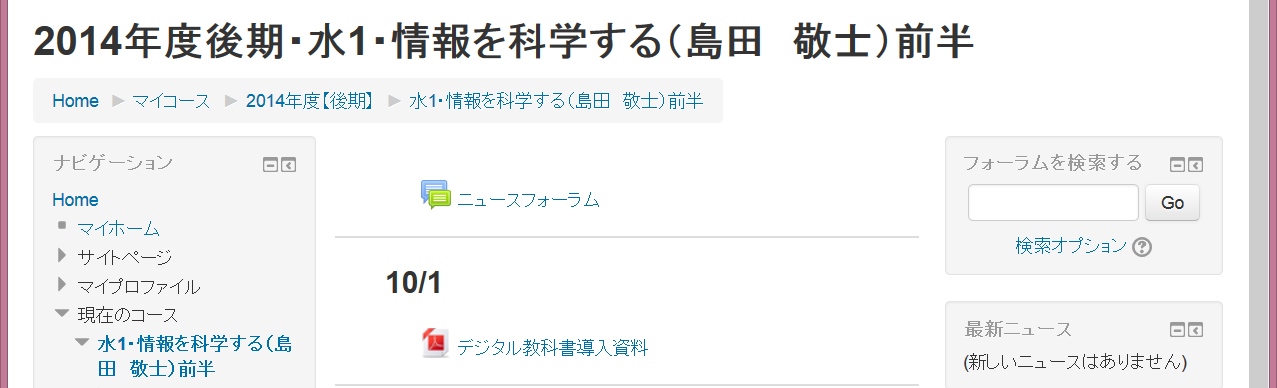 2014年度後期・水1・情報を科学する（島田　敬士）前半
Home ► マイコース ► 2014年度【後期】 ► 水1・情報を科学する（島田　敬士）前半
ナビゲーション
Home
マイホーム
サイトページ
マイプロファイル
現在のコース
水1・情報を科学する（島
田　敬士）前半
ニュースフォーラム
10/1
デジタル教科書導入資料
フォーラムを検索する
Go
検索オプション ?
最新ニュース
(新しいニュースはありません)